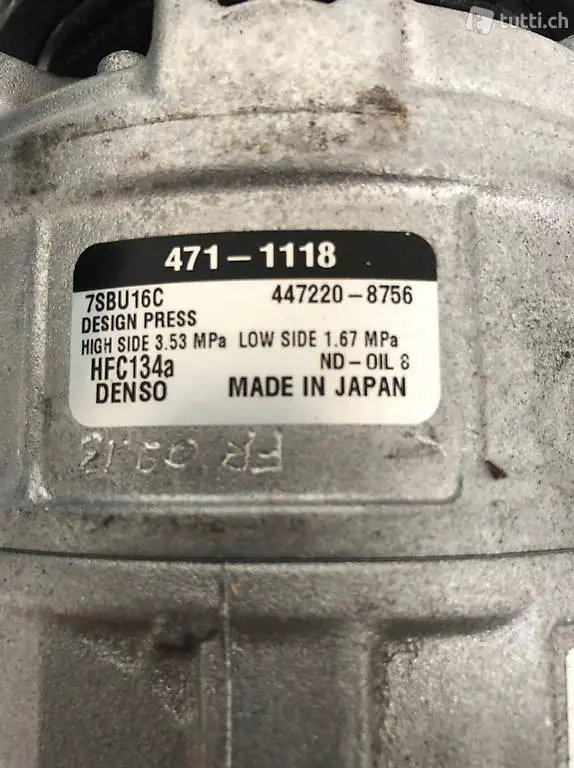 tutti.ch
471-1118
7SBU16C 447220-8756
DESIGN PRESS
HIGH SIDE 3.53 MPa LOW SIDE 1.67 MPa
HFC134a ND-OIL 8
DENSO MADE IN JAPAN